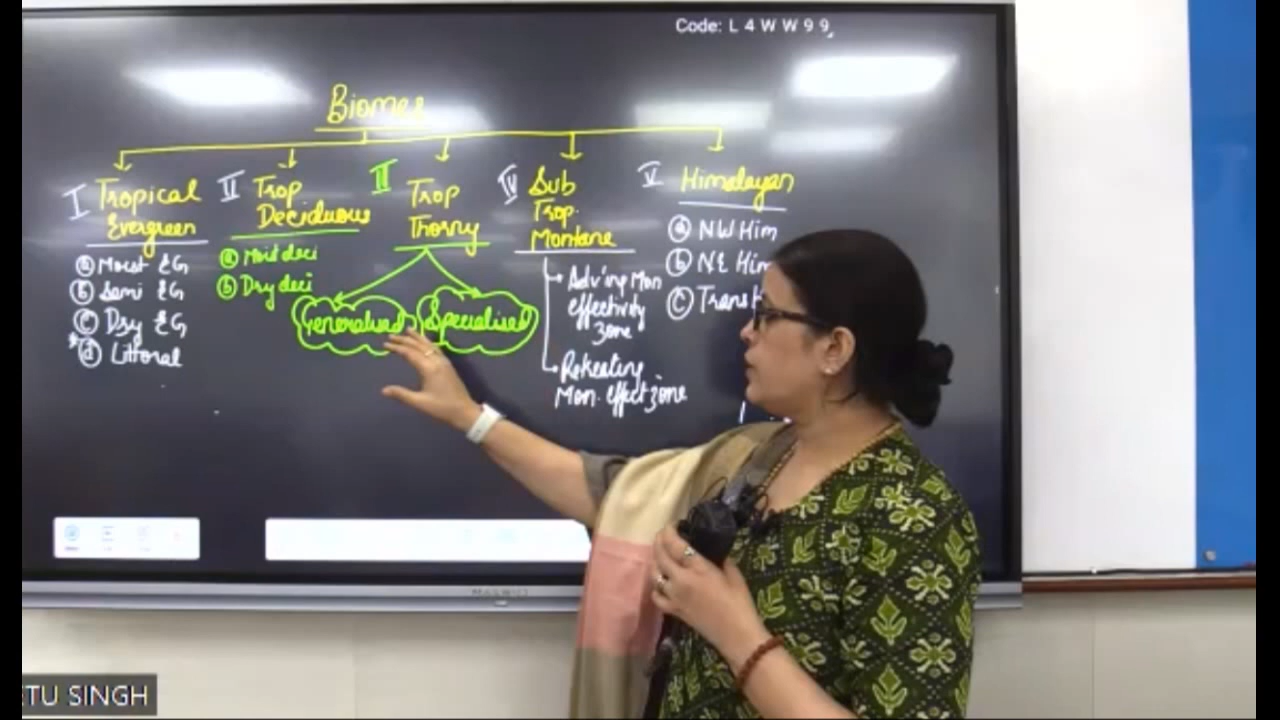 Code: L 4 W W 9 9
Biomes
I Tropical Evergreen
ⓐ Moist EG
ⓑ Semi EG
ⓒ Dry EG
* ⓓ Littoral
II Trop Deciduous
ⓐ Moist deci
ⓑ Dry deci
III Trop Thorny
Generalised Specialised
IV Sub Trop. Montane
Adv'ing Mon
effectivity
Zone
Retreating
Mon. effect zone
V Himalayan
ⓐ NW Him
ⓑ NE Him
ⓒ Trans
TU SINGH